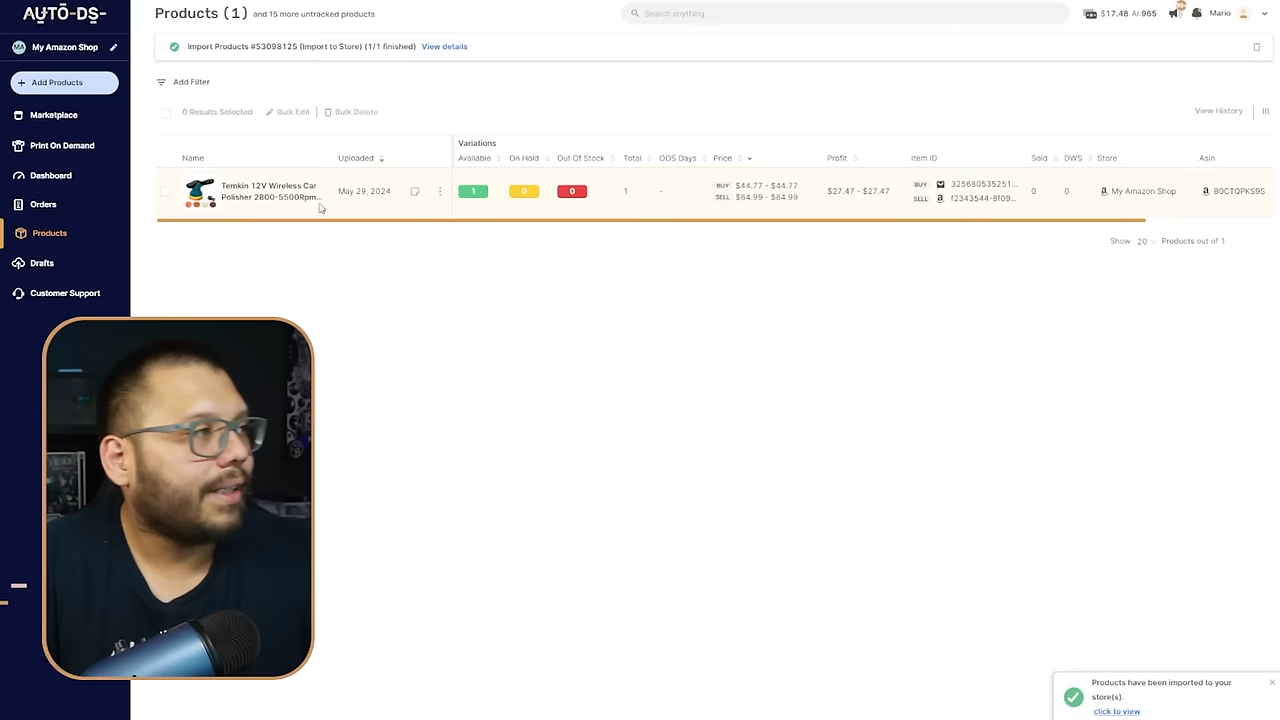 AUTO-DS-
Products (1) and 15 more untracked products
Search anything
$17.48 AI:965
Mario
MA My Amazon Shop
Import Products #53098125 (Import to Store) (1/1 finished) View details
+ Add Products
Add Filter
Marketplace
0 Results Selected Bulk Edit Bulk Delete
View History
Print On Demand
Variations
Name Uploaded Available On Hold Out Of Stock Total OOS Days Price Profit Item ID Sold DWS Store Asin
Dashboard
Temkin 12V Wireless Car
Polisher 2800-5500Rpm...
May 29, 2024
1 0 0 1 -
BUY $44.77 - $44.77
SELL $84.99 - $84.99
$27.47 - $27.47
BUY 325680535251...
SELL f2343544-8f09...
0 0 My Amazon Shop B0CTQPKS9S
Orders
Products
Show 20 Products out of 1
Drafts
Customer Support
Products have been imported to your
store(s).
click to view